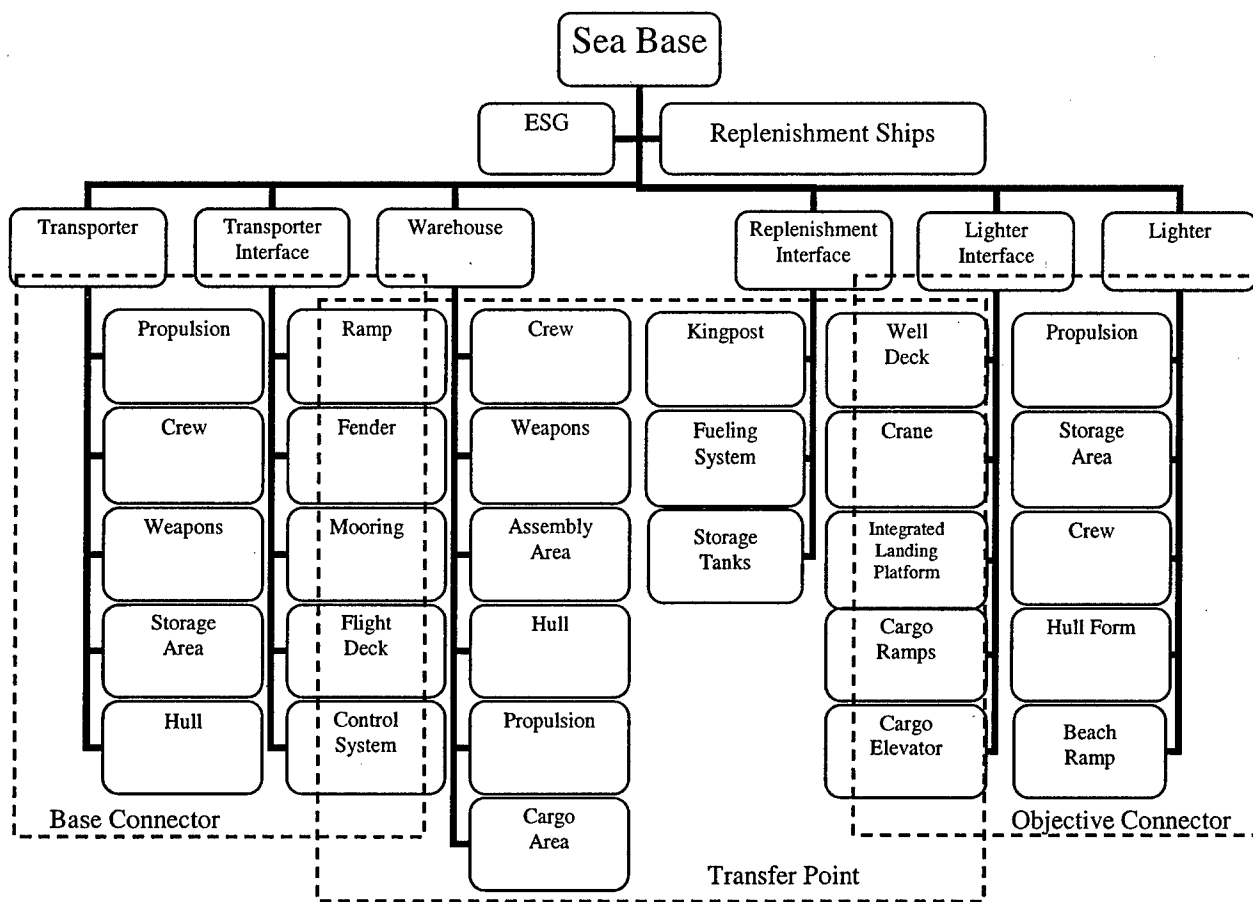 Sea Base
ESG
Replenishment Ships
Transporter
Transporter
Interface
Warehouse
Replenishment
Interface
Lighter
Interface
Lighter
Propulsion
Crew
Weapons
Storage
Area
Hull
Ramp
Fender
Mooring
Flight
Deck
Control
System
Crew
Weapons
Assembly
Area
Hull
Propulsion
Cargo
Area
Kingpost
Fueling
System
Storage
Tanks
Well
Deck
Crane
Integrated
Landing
Platform
Cargo
Ramps
Cargo
Elevator
Propulsion
Storage
Area
Crew
Hull Form
Beach
Ramp
Base Connector
Transfer Point
Objective Connector